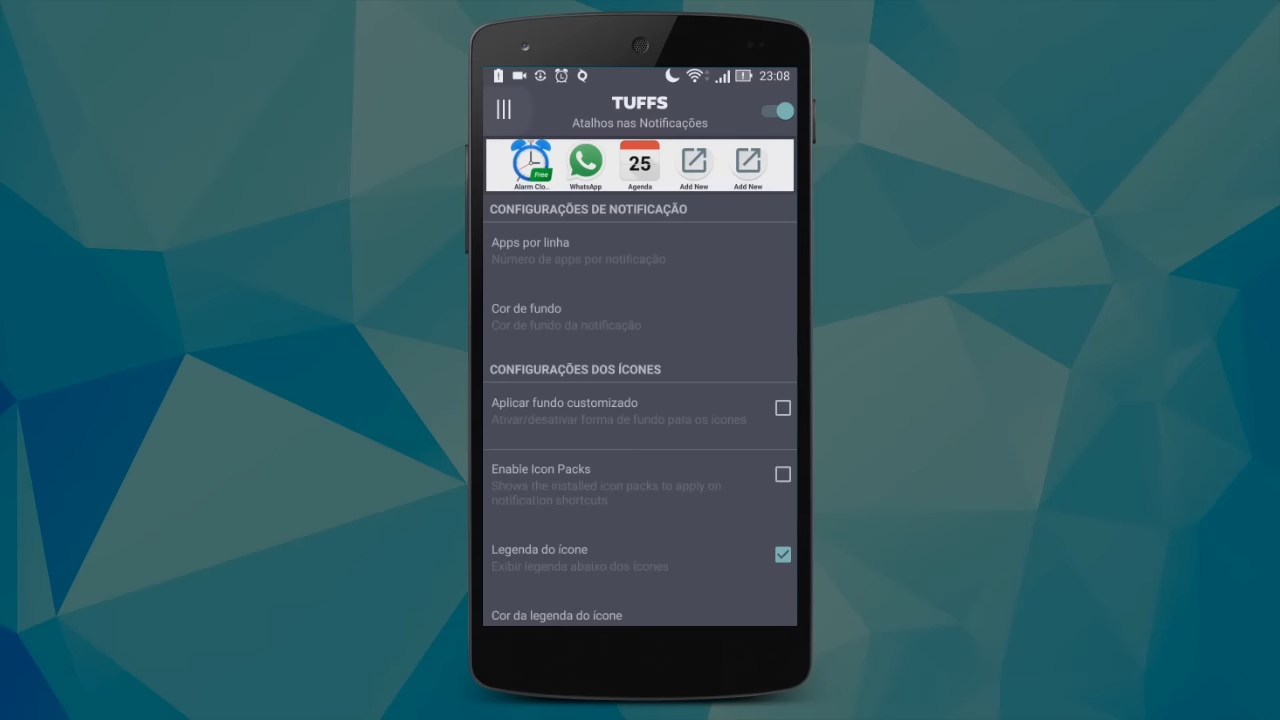 23:08
TUFFS
Atalhos nas Notificações
25
Free
Alarm Clo.. WhatsApp Agenda Add New Add New
CONFIGURAÇÕES DE NOTIFICAÇÃO
Apps por linha
Número de apps por notificação
Cor de fundo
Cor de fundo da notificação
CONFIGURAÇÕES DOS ÍCONES
Aplicar fundo customizado
Ativar/desativar forma de fundo para os ícones
Enable Icon Packs
Shows the installed icon packs to apply on
notification shortcuts
Legenda do ícone
Exibir legenda abaixo dos ícones
Cor da legenda do ícone